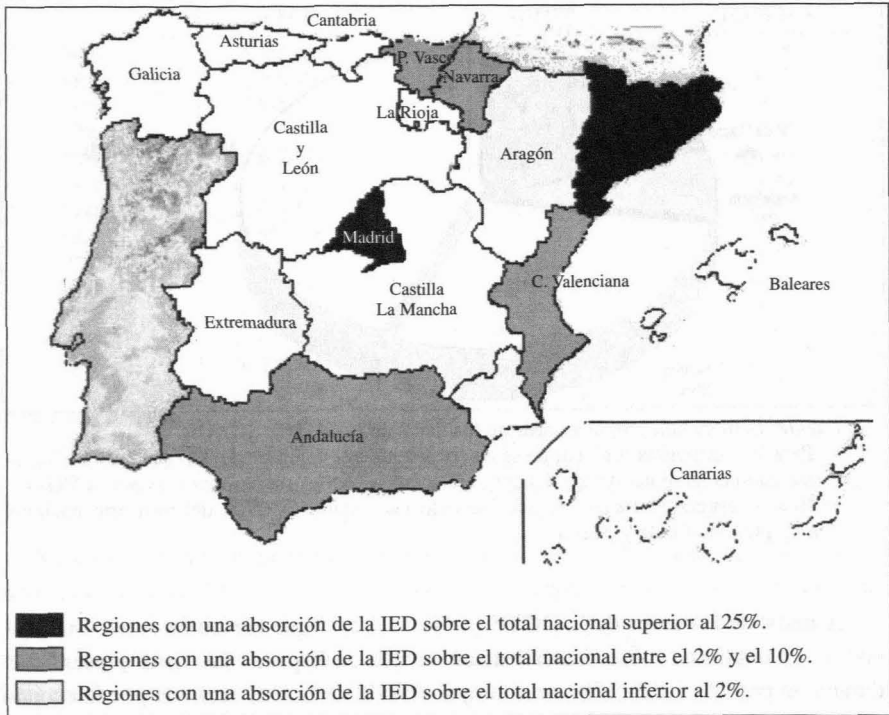 Cantabria
Asturias
P. Vasco
Galicia
Navarra
La Rioja
Castilla
y
León
Aragón
Madrid
C. Valenciana
Baleares
Castilla
La Mancha
Extremadura
Andalucía
Canarias
Regiones con una absorción de la IED sobre el total nacional superior al 25%.
Regiones con una absorción de la IED sobre el total nacional entre el 2% y el 10%.
Regiones con una absorción de la IED sobre el total nacional inferior al 2%.